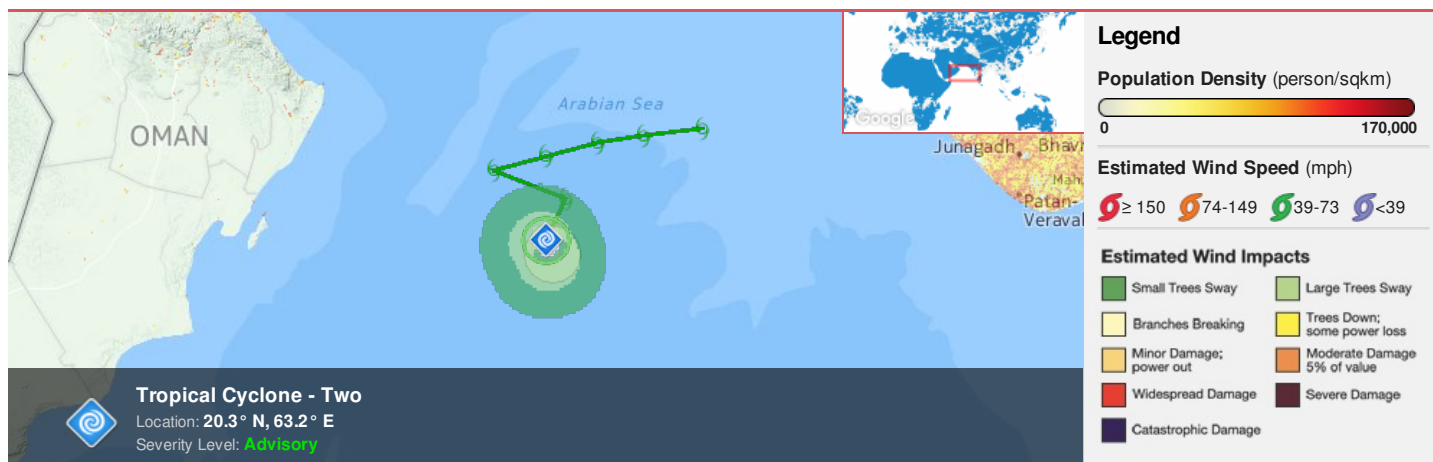 Arabian Sea
OMAN
Google
Junagadh
Bhavn
Mah
Patan-
Veraval
Tropical Cyclone - Two
Location: 20.3° N, 63.2° E
Severity Level: Advisory
Legend
Population Density (person/sqkm)
0 170,000
Estimated Wind Speed (mph)
≥ 150 74-149 39-73 <39
Estimated Wind Impacts
Small Trees Sway Large Trees Sway
Branches Breaking Trees Down;
some power loss
Minor Damage;
power out Moderate Damage
5% of value
Widespread Damage Severe Damage
Catastrophic Damage